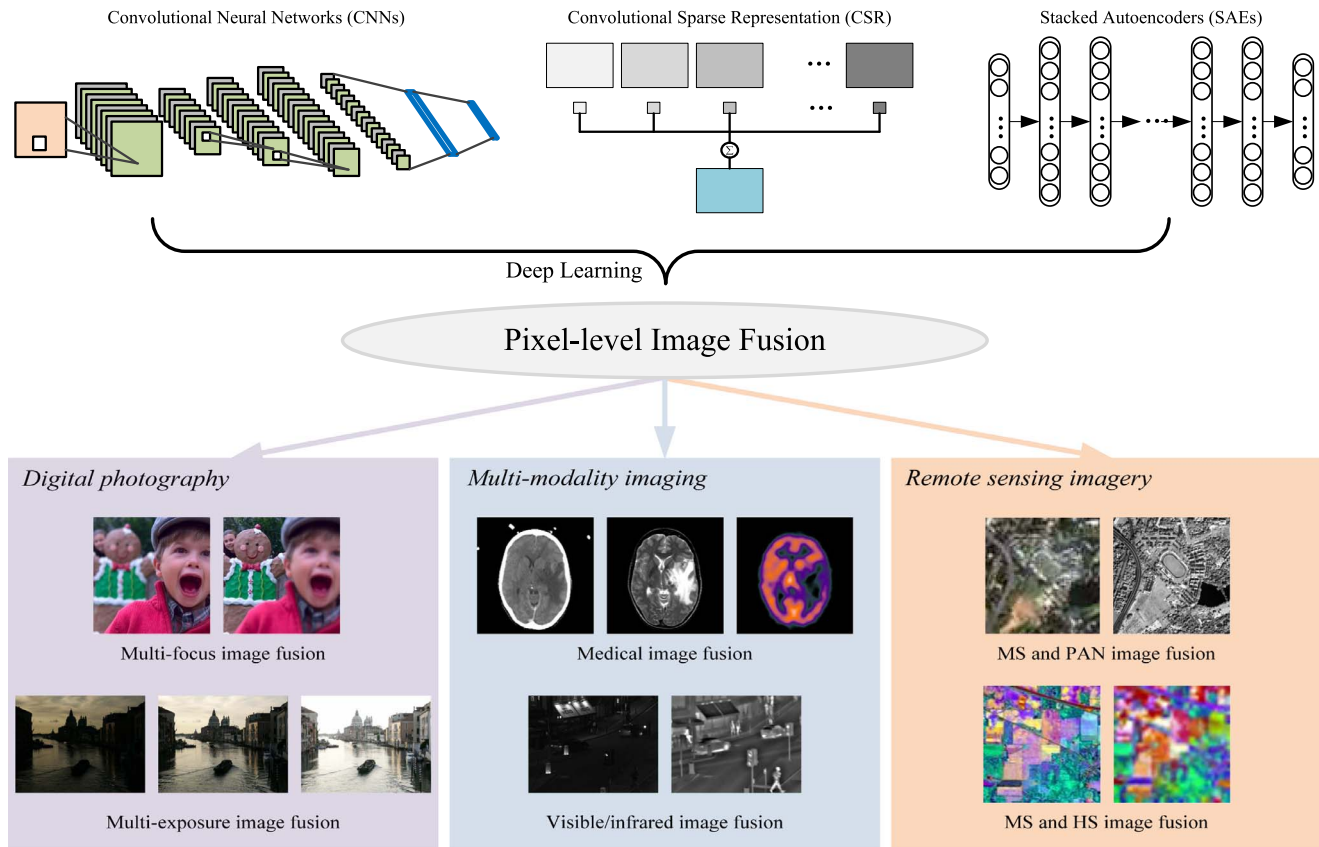 Convolutional Neural Networks (CNNs)
Convolutional Sparse Representation (CSR)
Stacked Autoencoders (SAEs)
Σ
Deep Learning
Pixel-level Image Fusion
Digital photography
Multi-modality imaging
Remote sensing imagery
Multi-focus image fusion
Medical image fusion
MS and PAN image fusion
Multi-exposure image fusion
Visible/infrared image fusion
MS and HS image fusion